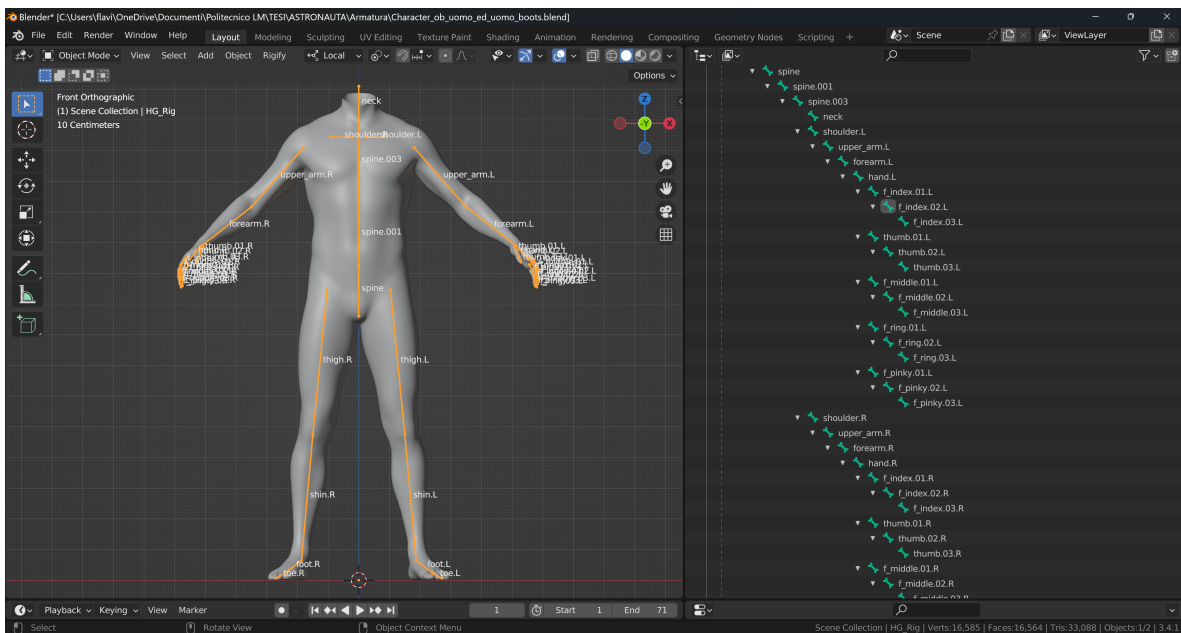 Blender* [C:\Users\flavi\OneDrive\Documenti\Politecnico LM\TESI\ASTRONAUTA\Armatura\Character_ob_uomo_ed_uomo_boots.blend]
File Edit Render Window Help Layout Modeling Sculpting UV Editing Texture Paint Shading Animation Rendering Compositing Geometry Nodes Scripting + Scene ViewLayer
Object Mode View Select Add Object Rigify Local
Options
Front Orthographic
(1) Scene Collection | HG_Rig
10 Centimeters
Z
-Y
X
neck
shoulder.L
spine.003
upper_arm.R
upper_arm.L
forearm.R
forearm.L
spine.001
thumb.01.R
thumb.01.L
spine
thigh.R
thigh.L
shin.R
shin.L
foot.R
foot.L
toe.R
toe.L
spine
spine.001
spine.003
neck
shoulder.L
upper_arm.L
forearm.L
hand.L
f_index.01.L
f_index.02.L
f_index.03.L
thumb.01.L
thumb.02.L
thumb.03.L
f_middle.01.L
f_middle.02.L
f_middle.03.L
f_ring.01.L
f_ring.02.L
f_ring.03.L
f_pinky.01.L
f_pinky.02.L
f_pinky.03.L
shoulder.R
upper_arm.R
forearm.R
hand.R
f_index.01.R
f_index.02.R
f_index.03.R
thumb.01.R
thumb.02.R
thumb.03.R
f_middle.01.R
f_middle.02.R
f_middle.03.R
Playback Keying View Marker 1 Start 1 End 71
Select Rotate View Object Context Menu Scene Collection | HG_Rig | Verts:16,585 | Faces:16,564 | Tris:33,088 | Objects:1/2 | 3.4.1